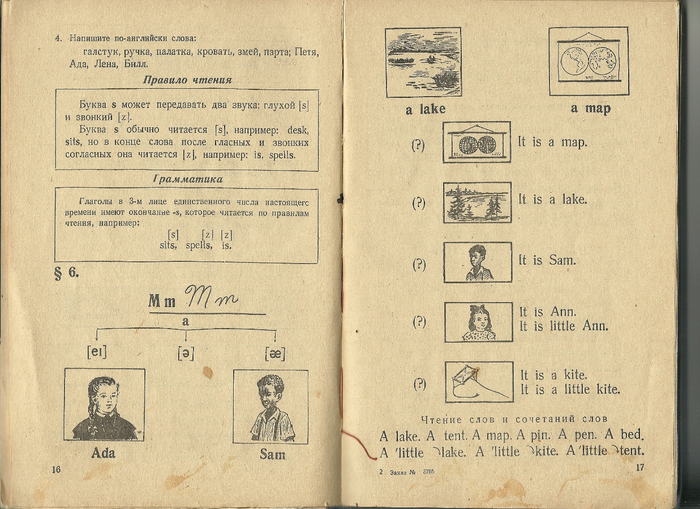 4. Напишите по-английски слова:
галстук, ручка, палатка, кровать, змей, парта; Петя,
Ада, Лена, Билл.
Правило чтения
Буква s может передавать два звука: глухой [s]
и звонкий [z].
Буква s обычно читается [s], например: desk,
sits, но в конце слова после гласных и звонких
согласных она читается [z], например: is, spells.
Грамматика
Глаголы в 3-м лице единственного числа настоящего
времени имеют окончание -s, которое читается по правилам
чтения, например:
[s] [z] [z]
sits, spells, is.
§ 6.
M m M m
a
[eı] [ə] [æ]
Ada Sam
16
a lake a map
(?) It is a map.
(?) It is a lake.
(?) It is Sam.
(?) It is Ann.
It is little Ann.
(?) It is a kite.
It is a little kite.
Чтение слов и сочетаний слов
A lake. A tent. A map. A pin. A pen. A bed.
A 'little lake. A 'little kite. A 'little tent.
2 Заказ №
17